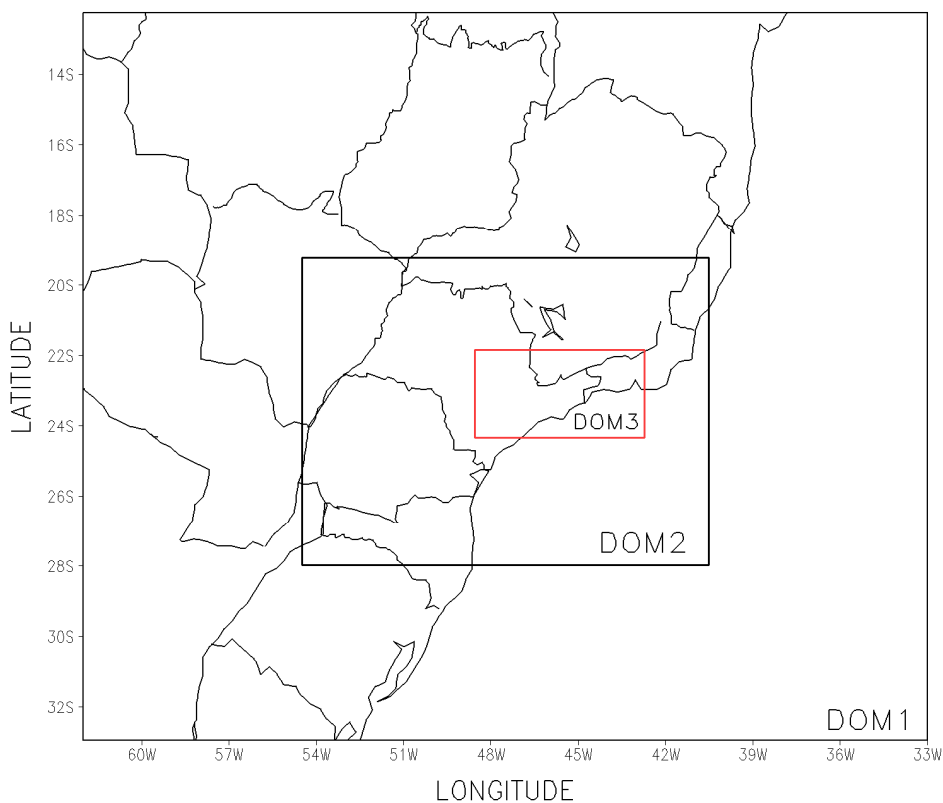 14S
16S
18S
20S
22S
24S
26S
28S
30S
32S
LATITUDE
DOM3
DOM2
DOM1
60W 57W 54W 51W 48W 45W 42W 39W 36W 33W
LONGITUDE